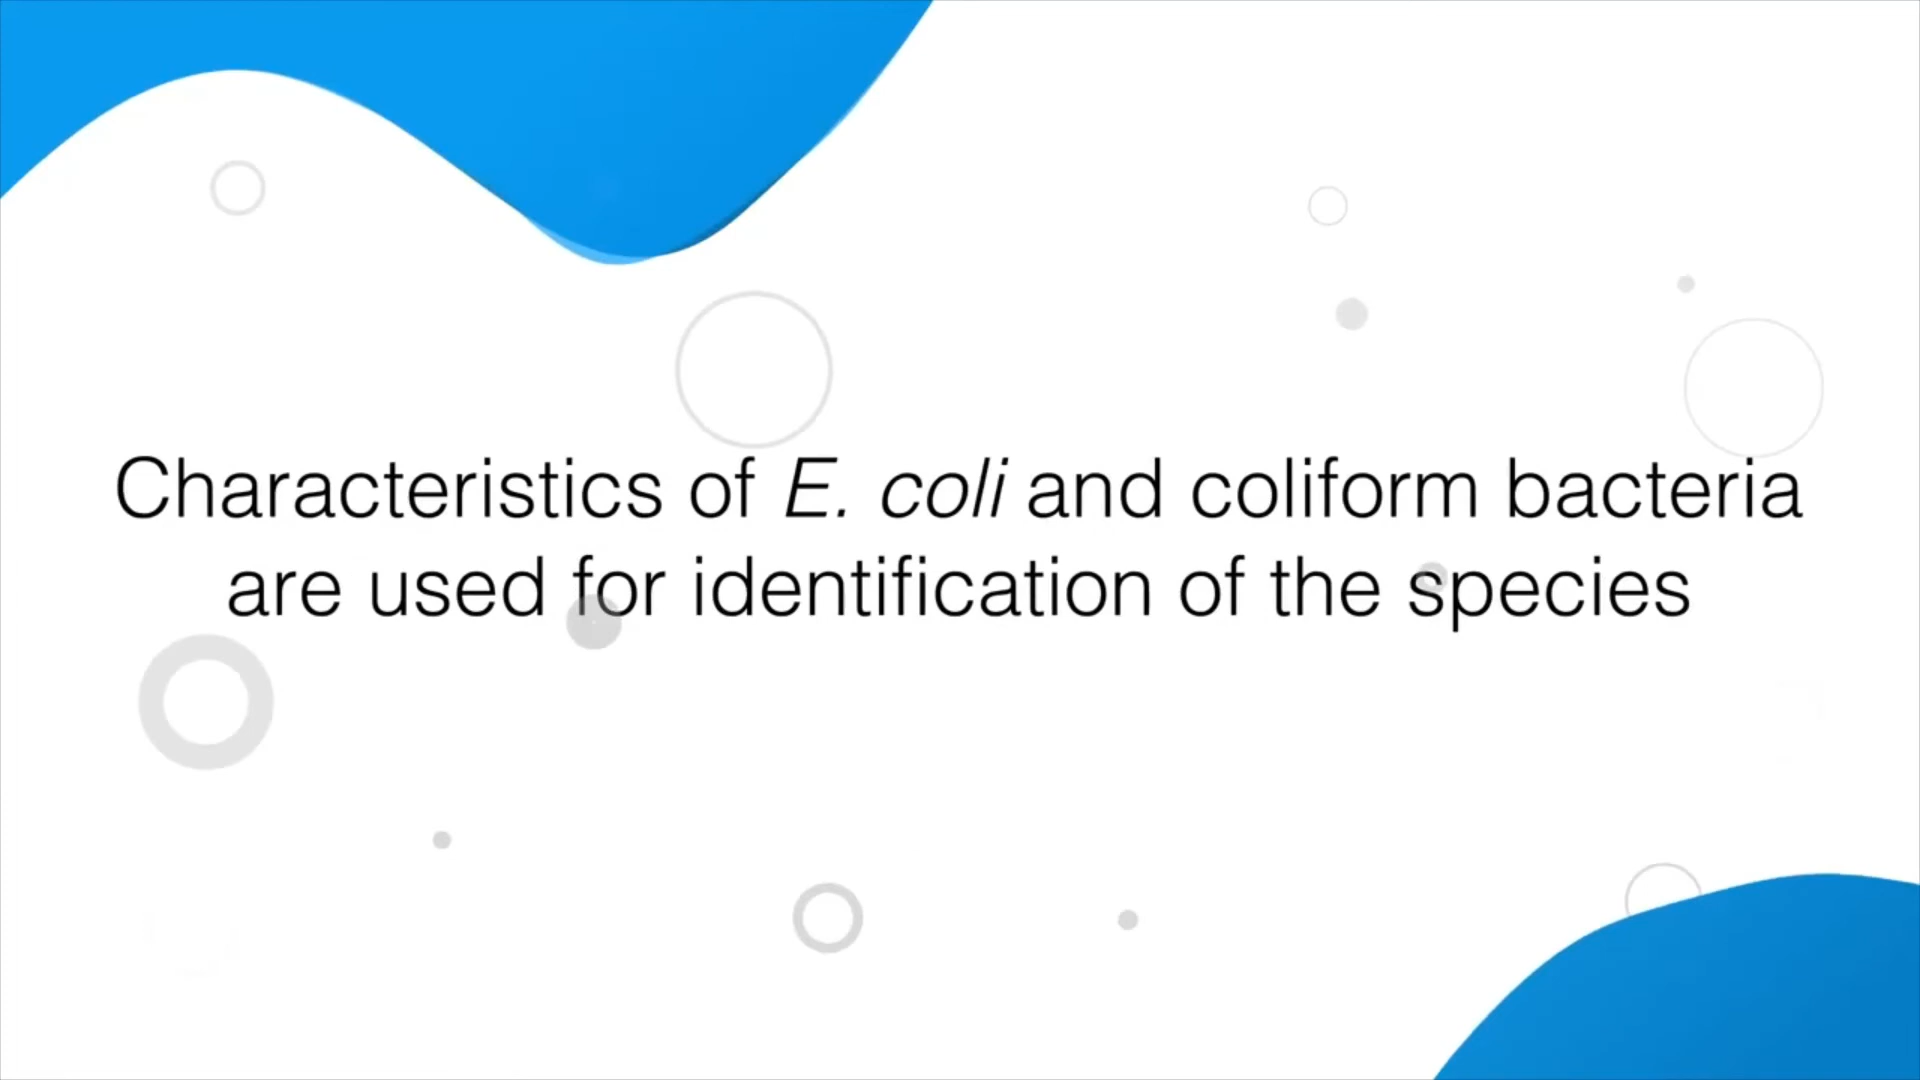 Characteristics of E. coli and coliform bacteria
are used for identification of the species